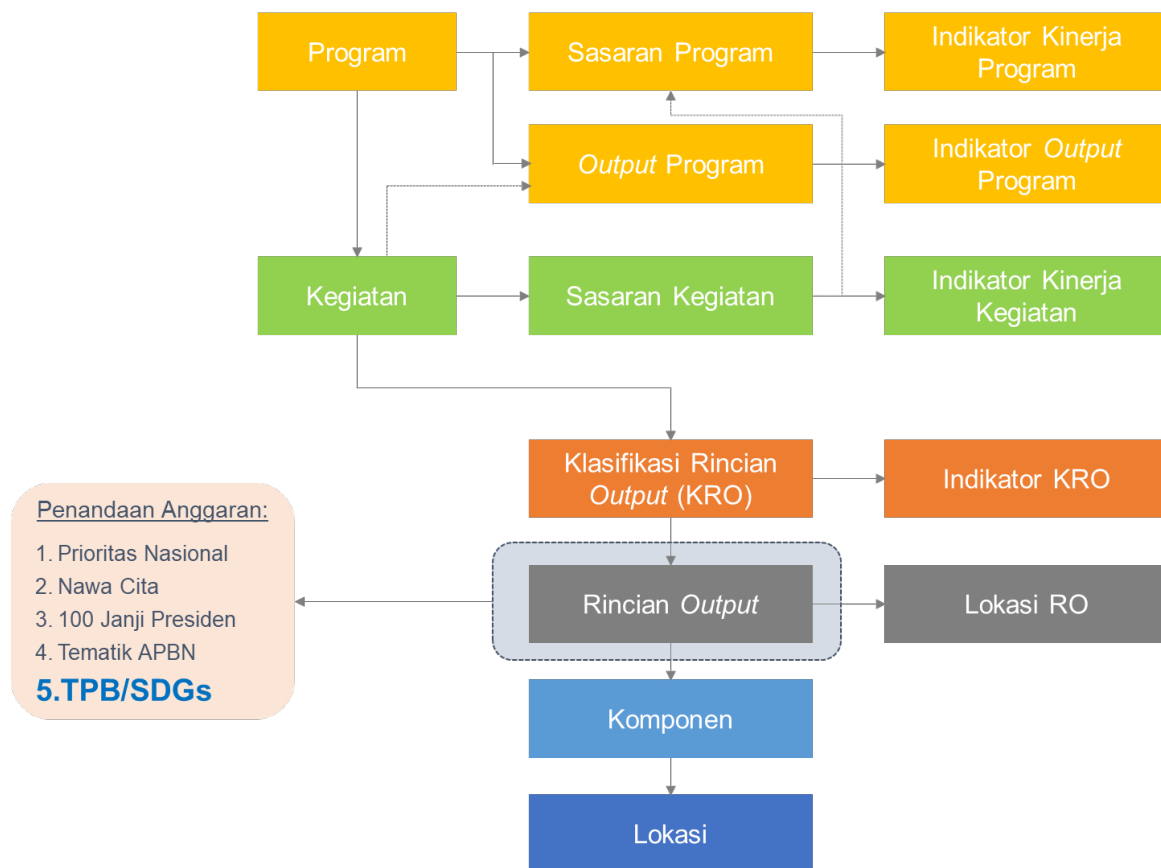 Program
Sasaran Program
Indikator Kinerja
Program
Output Program
Indikator Output
Program
Kegiatan
Sasaran Kegiatan
Indikator Kinerja
Kegiatan
Klasifikasi Rincian
Output (KRO)
Indikator KRO
Penandaan Anggaran:
1. Prioritas Nasional
2. Nawa Cita
3. 100 Janji Presiden
4. Tematik APBN
5.TPB/SDGs
Rincian Output
Lokasi RO
Komponen
Lokasi